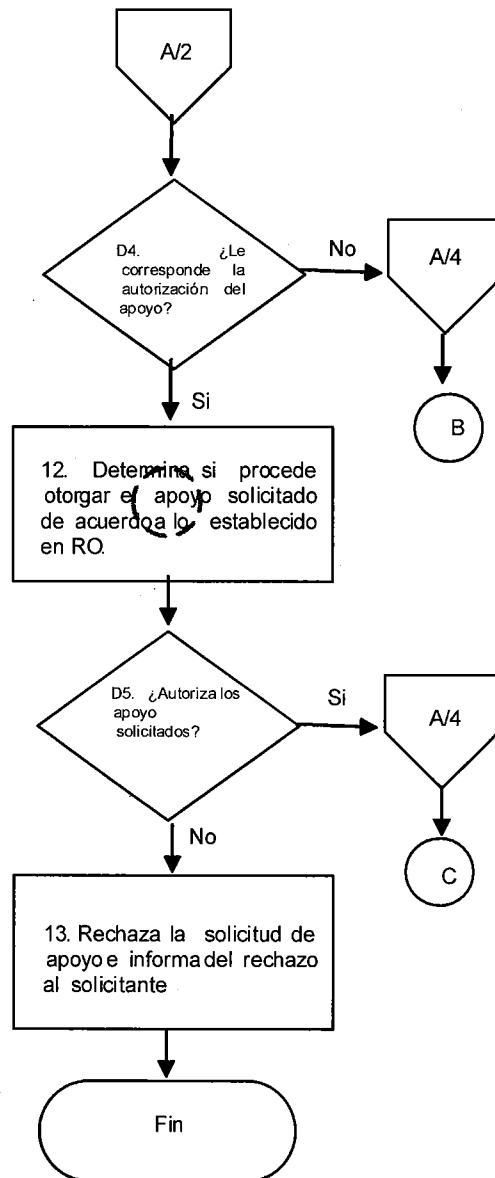 A/2
D4. ¿Le
corresponde la
autorización del
apoyo?
No
A/4
B
Si
12. Determina si procede
otorgar el apoyo solicitado
de acuerdo a lo establecido
en RO.
D5. ¿Autoriza los
apoyo
solicitados?
Si
A/4
C
No
13. Rechaza la solicitud de
apoyo e informa del rechazo
al solicitante
Fin